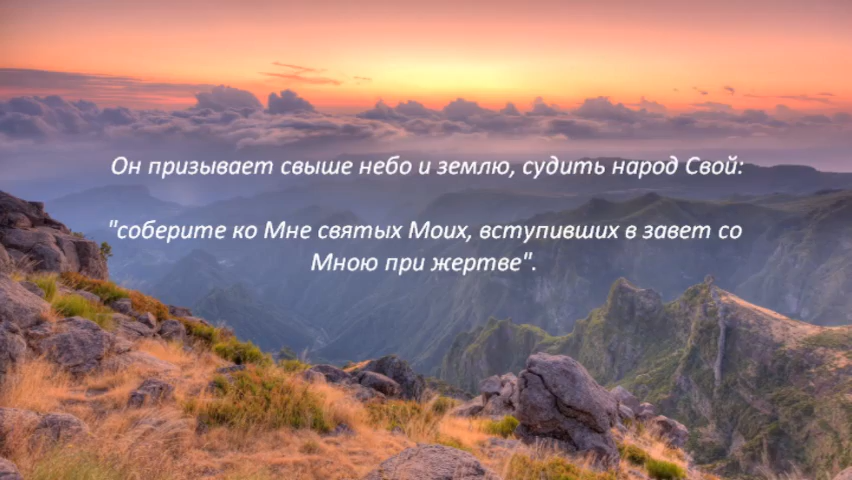 Он призывает свыше небо и землю, судить народ Свой:
"соберите ко Мне святых Моих, вступивших в завет со
Мною при жертве".